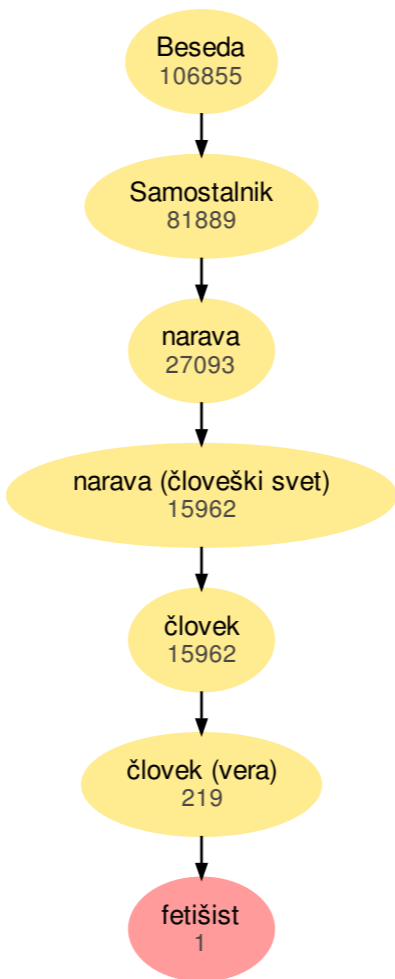 Beseda
106855
Samostalnik
81889
narava
27093
narava (človeški svet)
15962
človek
15962
človek (vera)
219
fetišist
1